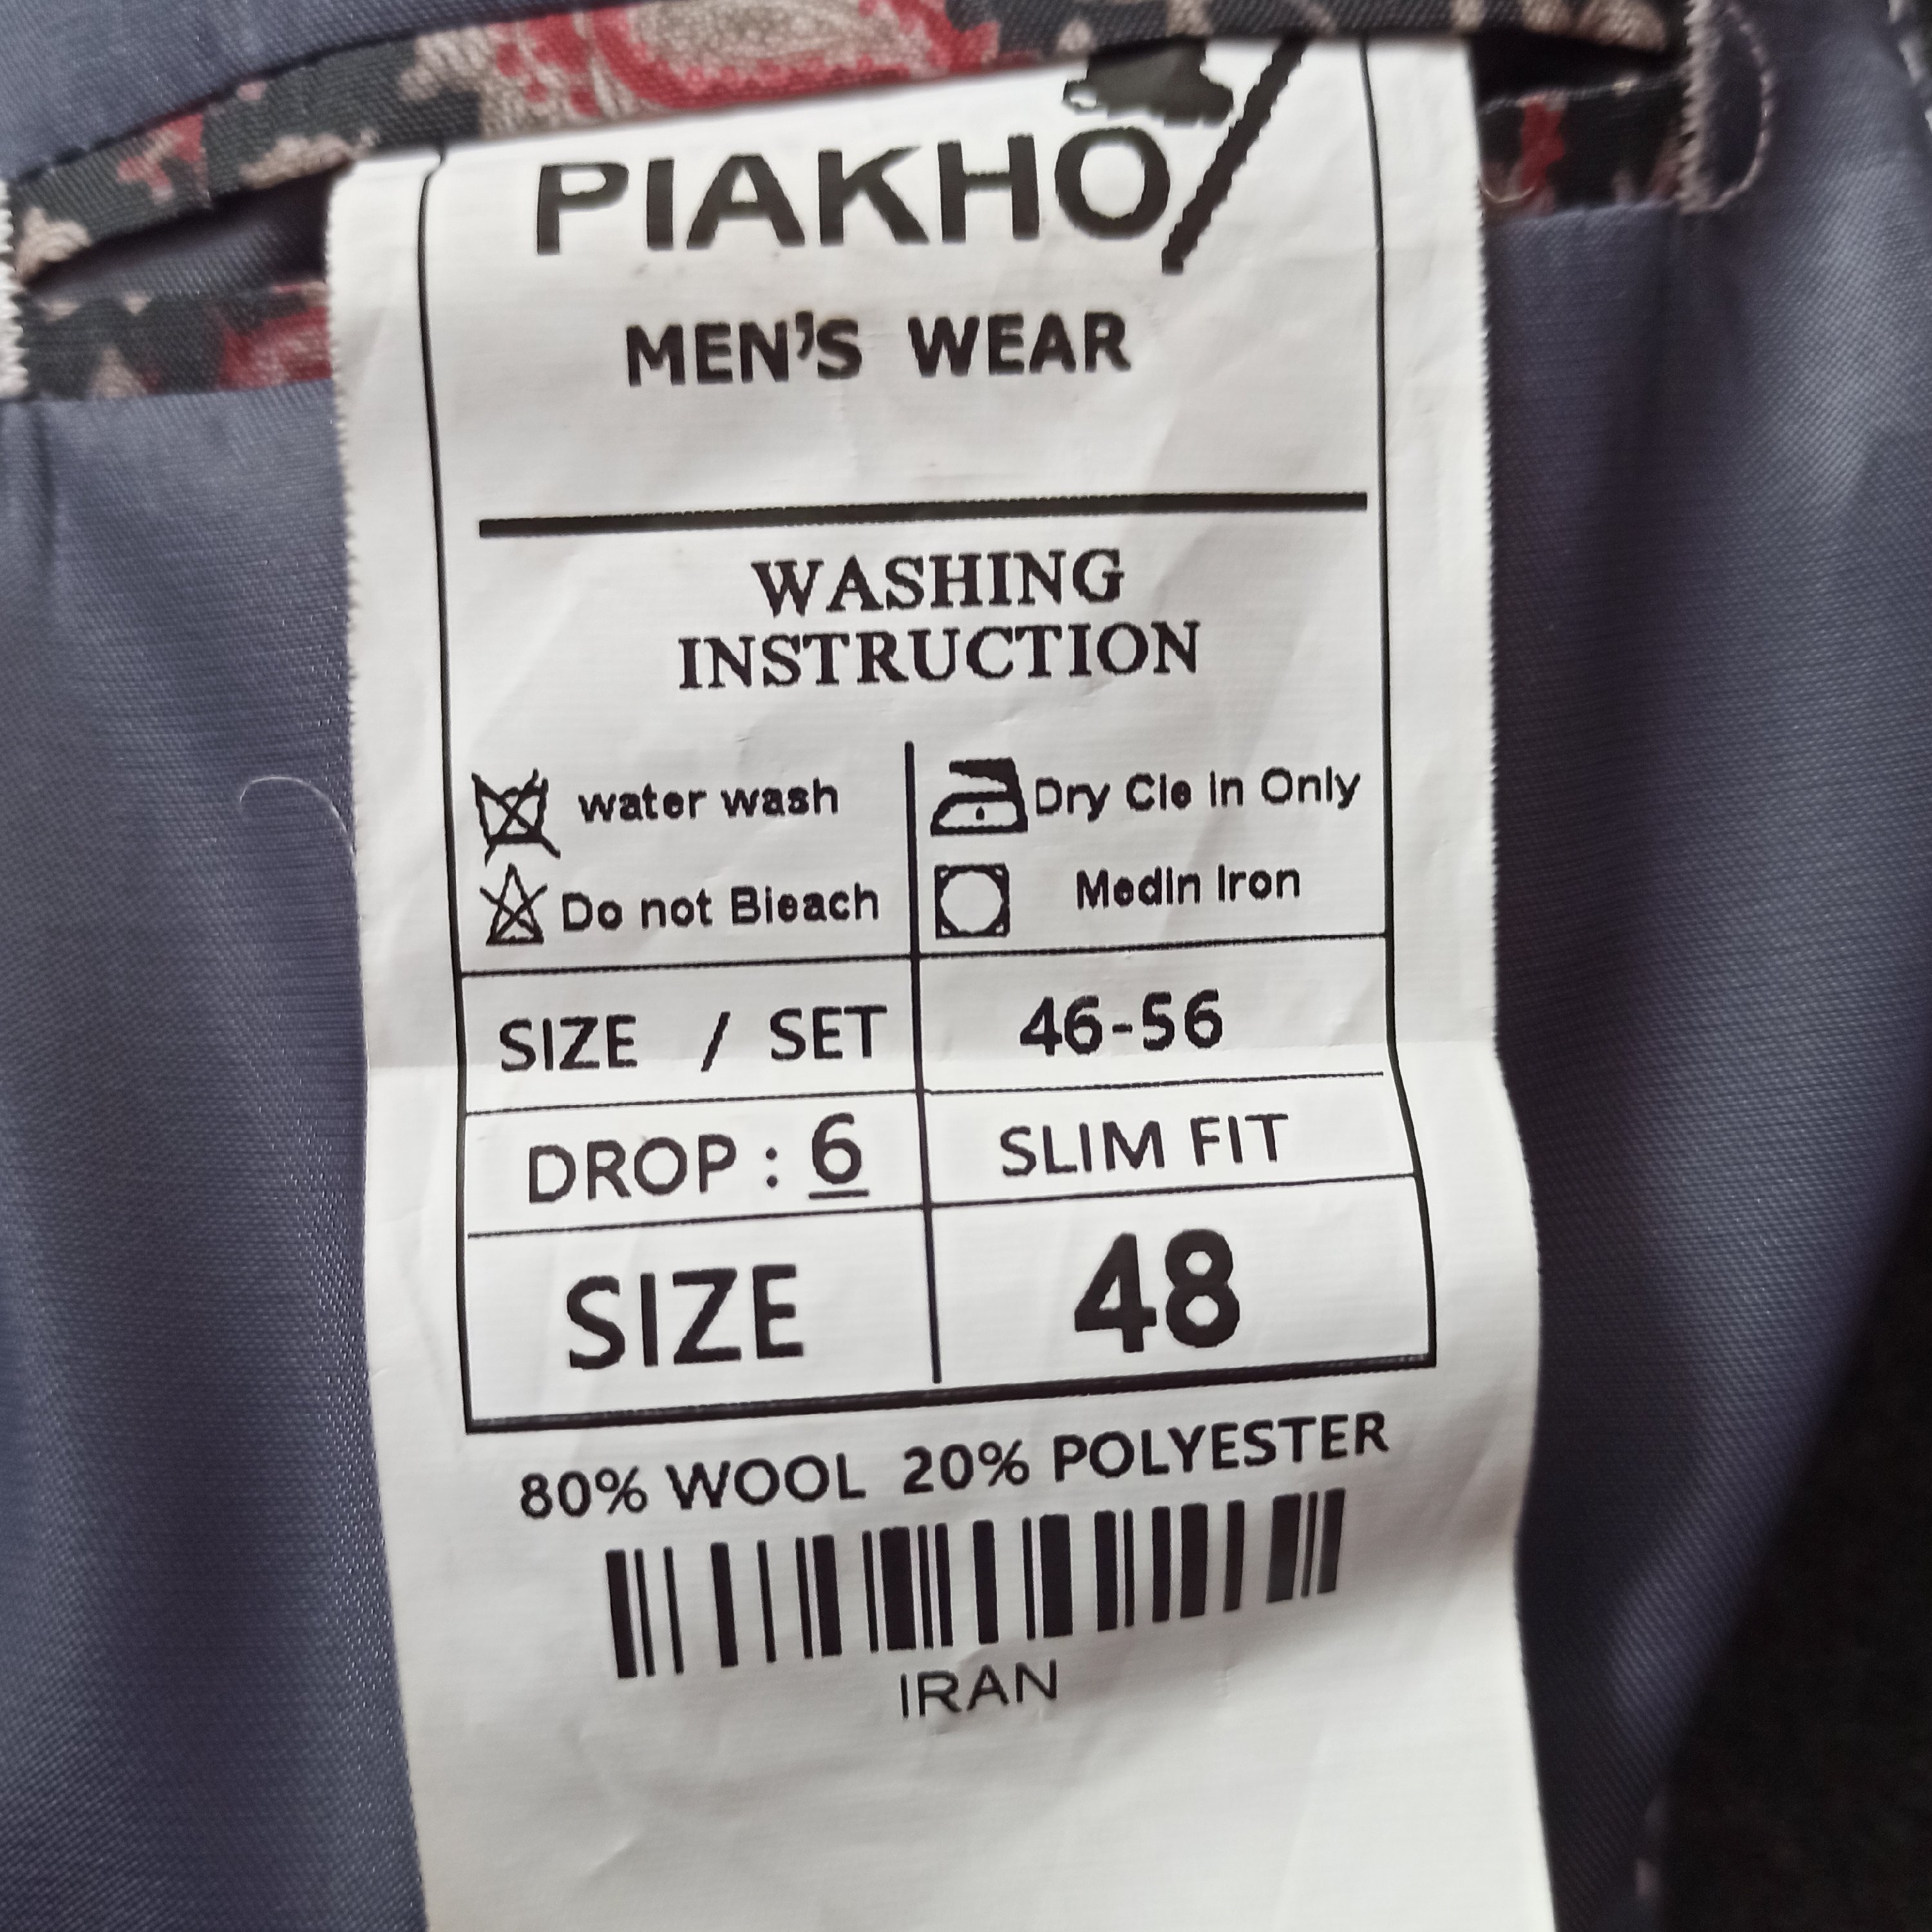 PIAKHO
MEN'S WEAR
WASHING
INSTRUCTION
water wash
Do not Bieach
Dry Cle in Only
Medin Iron
SIZE / SET 46-56
DROP : 6 SLIM FIT
SIZE 48
80% WOOL 20% POLYESTER
IRAN